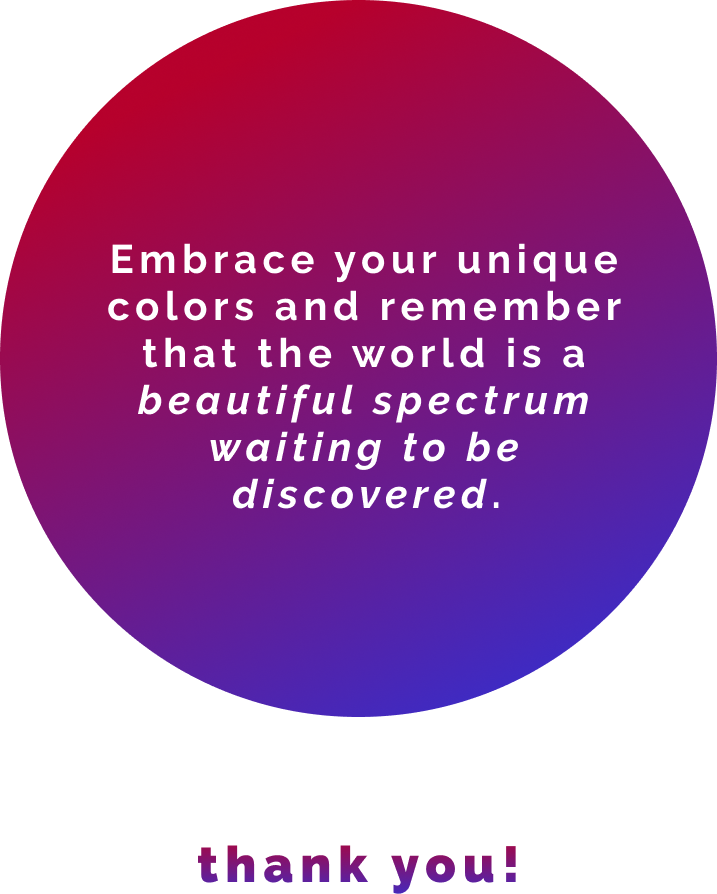 Embrace your unique
colors and remember
that the world is a
beautiful spectrum
waiting to be
discovered.
thank you!